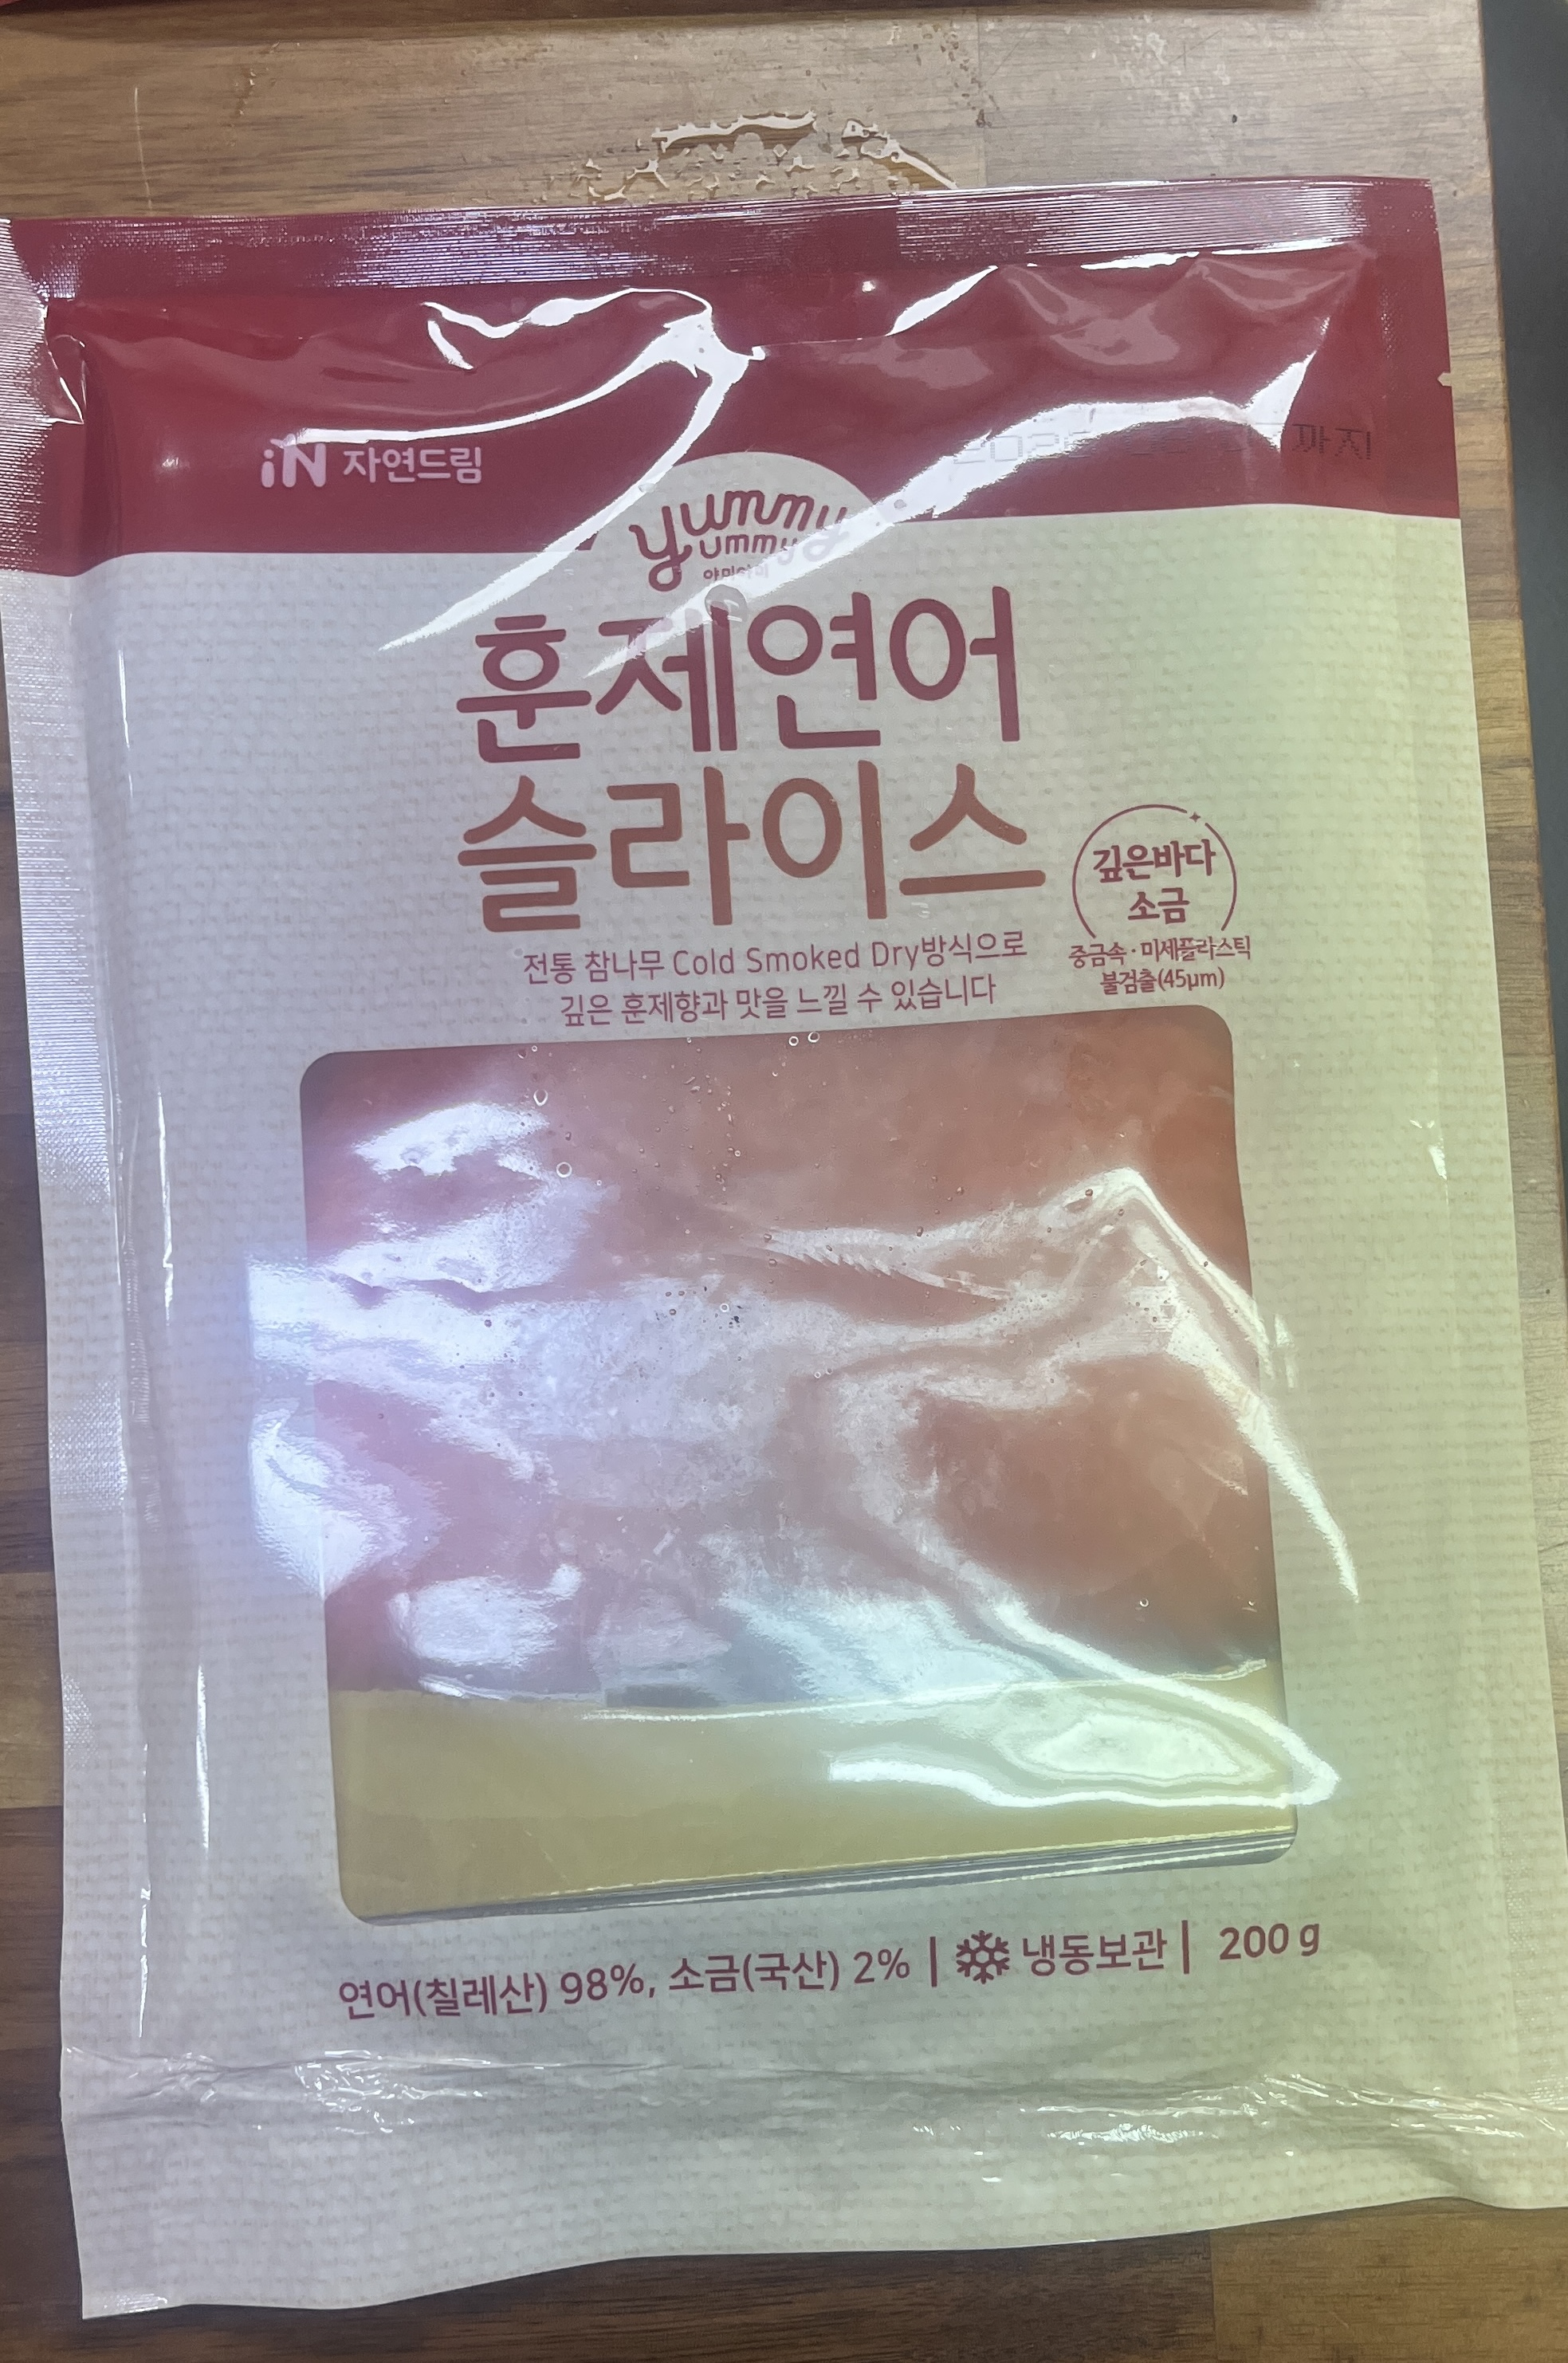 iN 자연드림
까지
yummy
yummy
야미야미
훈제연어
슬라이스
깊은바다
소금
중금속·미세플라스틱
불검출(45μm)
전통 참나무 Cold Smoked Dry방식으로
깊은 훈제향과 맛을 느낄 수 있습니다
연어(칠레산) 98%, 소금(국산) 2% | 냉동보관 | 200 g